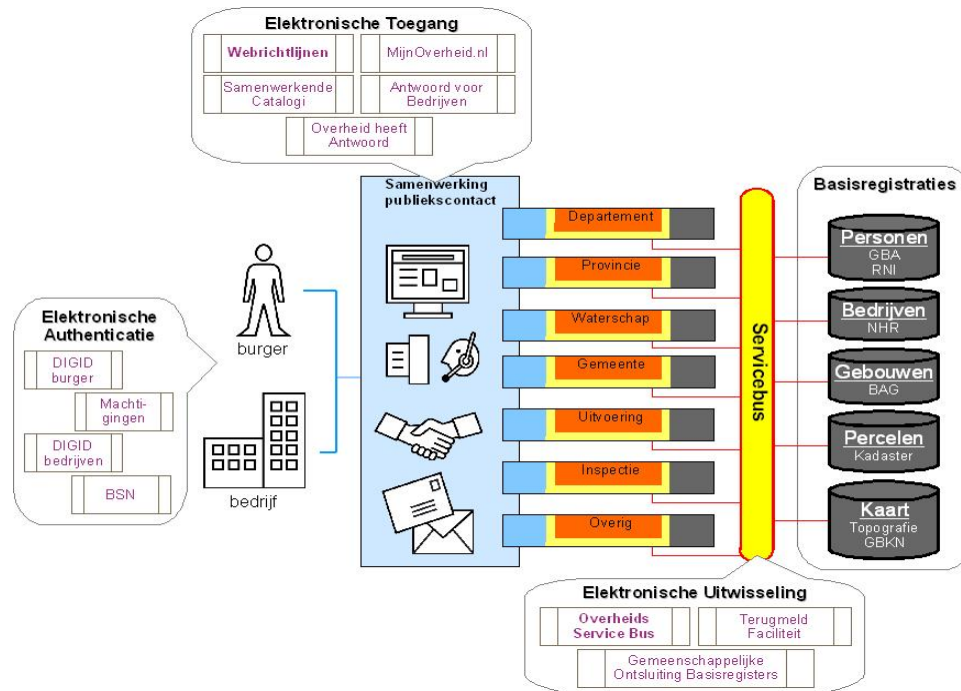 Elektronische Toegang
Webrichtlijnen
MijnOverheid.nl
Samenwerkende
Catalogi
Antwoord voor
Bedrijven
Overheid heeft
Antwoord
Samenwerking
publiekscontact
Elektronische
Authenticatie
DIGID
burger
Machti-
gingen
DIGID
bedrijven
BSN
burger
bedrijf
Departement
Provincie
Waterschap
Gemeente
Uitvoering
Inspectie
Overig
Servicebus
Basisregistraties
Personen
GBA
RNI
Bedrijven
NHR
Gebouwen
BAG
Percelen
Kadaster
Kaart
Topografie
GBKN
Elektronische Uitwisseling
Overheids
Service Bus
Terugmeld
Faciliteit
Gemeenschappelijke
Ontsluiting Basisregisters